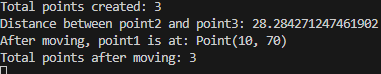 Total points created: 3
Distance between point2 and point3: 28.284271247461902
After moving, point1 is at: Point(10, 70)
Total points after moving: 3